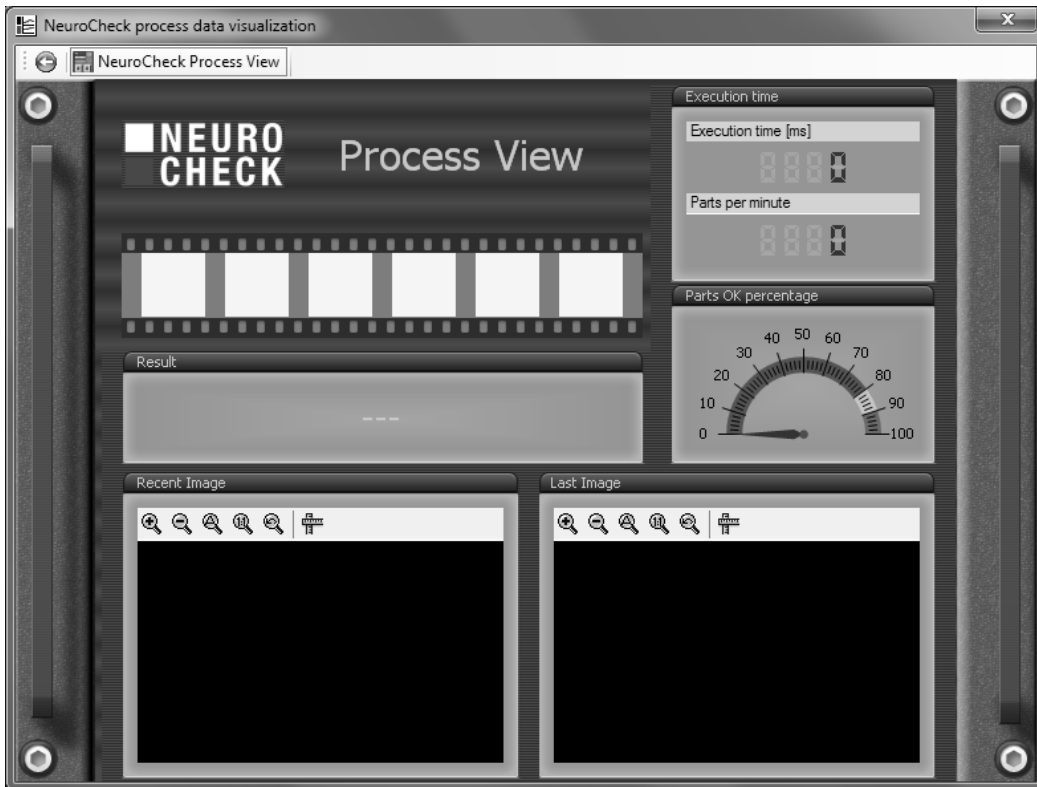 NeuroCheck process data visualization
NeuroCheck Process View
NEURO
CHECK
Process View
Execution time
Execution time [ms]
0
Parts per minute
0
Parts OK percentage
0 10 20 30 40 50 60 70 80 90 100
Result
---
Recent Image
Last Image